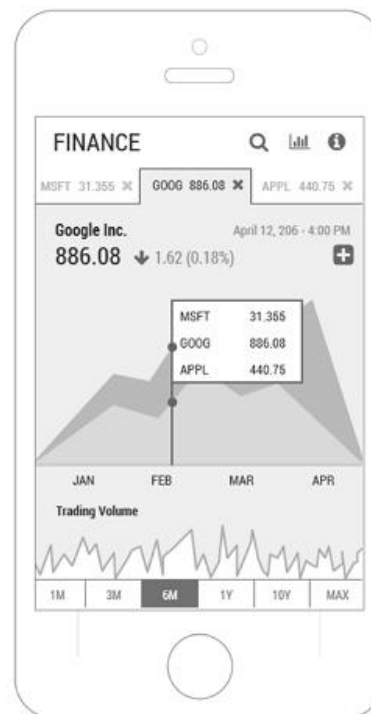 FINANCE
MSFT 31.355 × GOOG 886.08 × APPL 440.75 ×
Google Inc. April 12, 206 - 4:00 PM
886.08 1.62 (0.18%)
MSFT 31.355
GOOG 886.08
APPL 440.75
JAN FEB MAR APR
Trading Volume
1M 3M 6M 1Y 10Y MAX